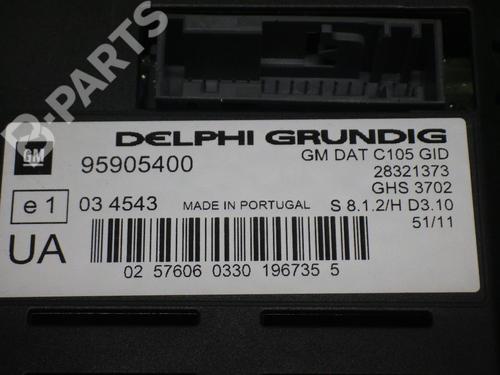 B-PARTS
DELPHI GRUNDIG
GM
95905400
GM DAT C105 GID
28321373
GHS 3702
e 1
03 4543
MADE IN PORTUGAL
S 8.1.2/H D3.10
51/11
UA
02 57606 0330 196735 5